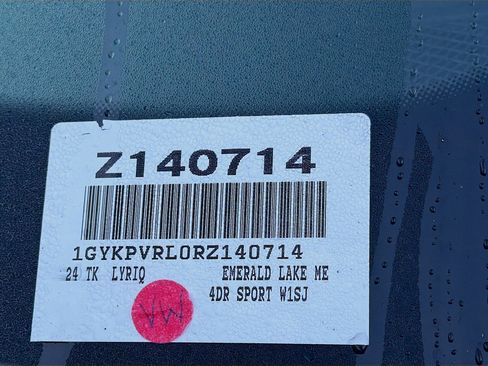 Z140714
1GYKPVRL0RZ140714
24 TK LYRIQ EMERALD LAKE ME
4DR SPORT W1SJ
VW